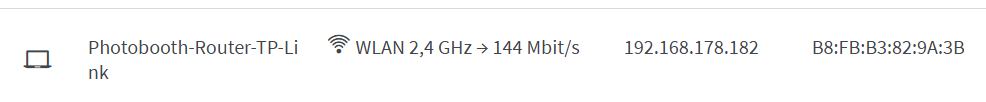 Photobooth-Router-TP-Li
nk
WLAN 2,4 GHz → 144 Mbit/s
192.168.178.182
B8:FB:B3:82:9A:3B